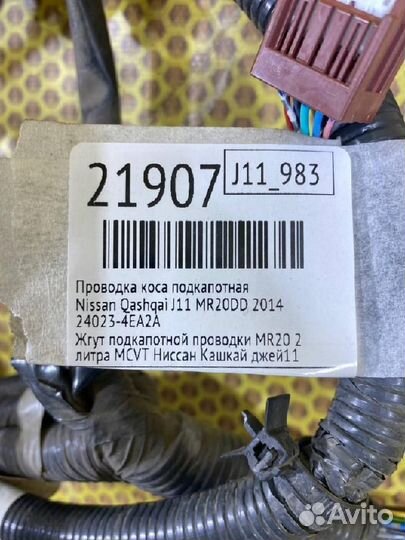 21907
J11_983
Проводка коса подкапотная
Nissan Qashqai J11 MR20DD 2014
24023-4EA2A
Жгут подкапотной проводки MR20 2
литра MCVT Ниссан Кашкай джей11
Avito